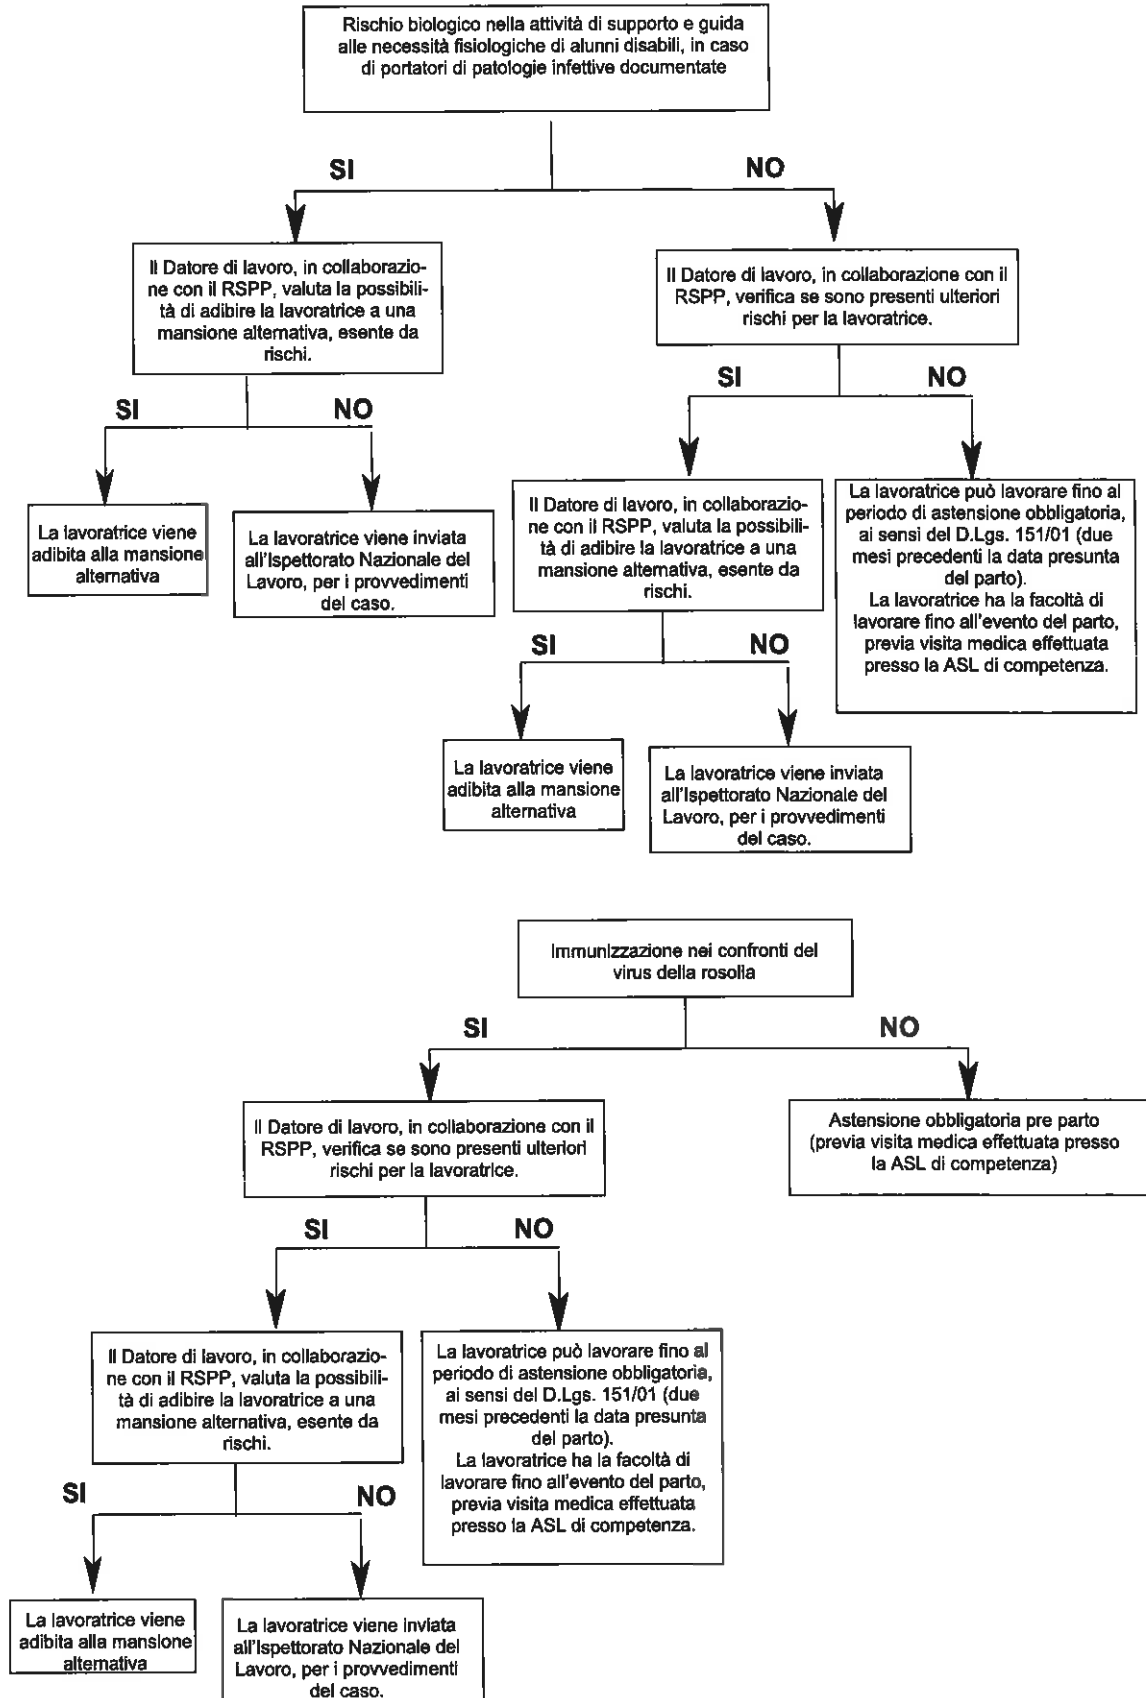 Rischio biologico nella attività di supporto e guida
alle necessità fisiologiche di alunni disabili, in caso
di portatori di patologie infettive documentate
SI
NO
Il Datore di lavoro, in collaborazio-
ne con il RSPP, valuta la possibili-
tà di adibire la lavoratrice a una
mansione alternativa, esente da
rischi.
Il Datore di lavoro, in collaborazione con il
RSPP, verifica se sono presenti ulteriori
rischi per la lavoratrice.
SI
NO
SI
NO
La lavoratrice viene
adibita alla mansione
alternativa
La lavoratrice viene inviata
all'Ispettorato Nazionale del
Lavoro, per i provvedimenti
del caso.
Il Datore di lavoro, in collaborazio-
ne con il RSPP, valuta la possibili-
tà di adibire la lavoratrice a una
mansione alternativa, esente da
rischi.
La lavoratrice può lavorare fino al
periodo di astensione obbligatoria,
ai sensi del D.Lgs. 151/01 (due
mesi precedenti la data presunta
del parto).
La lavoratrice ha la facoltà di
lavorare fino all'evento del parto,
previa visita medica effettuata
presso la ASL di competenza.
SI
NO
La lavoratrice viene
adibita alla mansione
alternativa
La lavoratrice viene inviata
all'Ispettorato Nazionale del
Lavoro, per i provvedimenti
del caso.
Immunizzazione nei confronti del
virus della rosolia
SI
NO
Il Datore di lavoro, in collaborazione con il
RSPP, verifica se sono presenti ulteriori
rischi per la lavoratrice.
Astensione obbligatoria pre parto
(previa visita medica effettuata presso
la ASL di competenza)
SI
NO
Il Datore di lavoro, in collaborazio-
ne con il RSPP, valuta la possibili-
tà di adibire la lavoratrice a una
mansione alternativa, esente da
rischi.
La lavoratrice può lavorare fino al
periodo di astensione obbligatoria,
ai sensi del D.Lgs. 151/01 (due
mesi precedenti la data presunta
del parto).
La lavoratrice ha la facoltà di
lavorare fino all'evento del parto,
previa visita medica effettuata
presso la ASL di competenza.
SI
NO
La lavoratrice viene
adibita alla mansione
alternativa
La lavoratrice viene inviata
all'Ispettorato Nazionale del
Lavoro, per i provvedimenti
del caso.